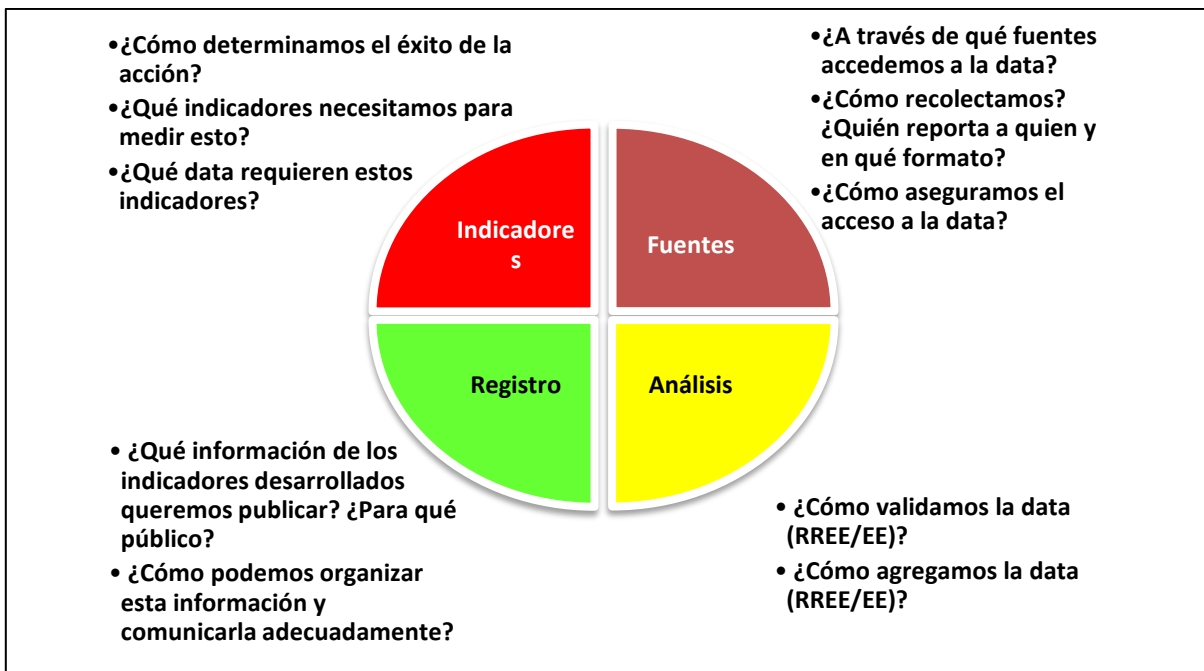 •¿Cómo determinamos el éxito de la
acción?
•¿Qué indicadores necesitamos para
medir esto?
•¿Qué data requieren estos
indicadores?
•¿A través de qué fuentes
accedemos a la data?
•¿Cómo recolectamos?
¿Quién reporta a quien y
en qué formato?
•¿Cómo aseguramos el
acceso a la data?
Indicadore
s
Fuentes
Registro
Análisis
• ¿Qué información de los
indicadores desarrollados
queremos publicar? ¿Para qué
público?
• ¿Cómo podemos organizar
esta información y
comunicarla adecuadamente?
• ¿Cómo validamos la data
(RREE/EE)?
• ¿Cómo agregamos la data
(RREE/EE)?